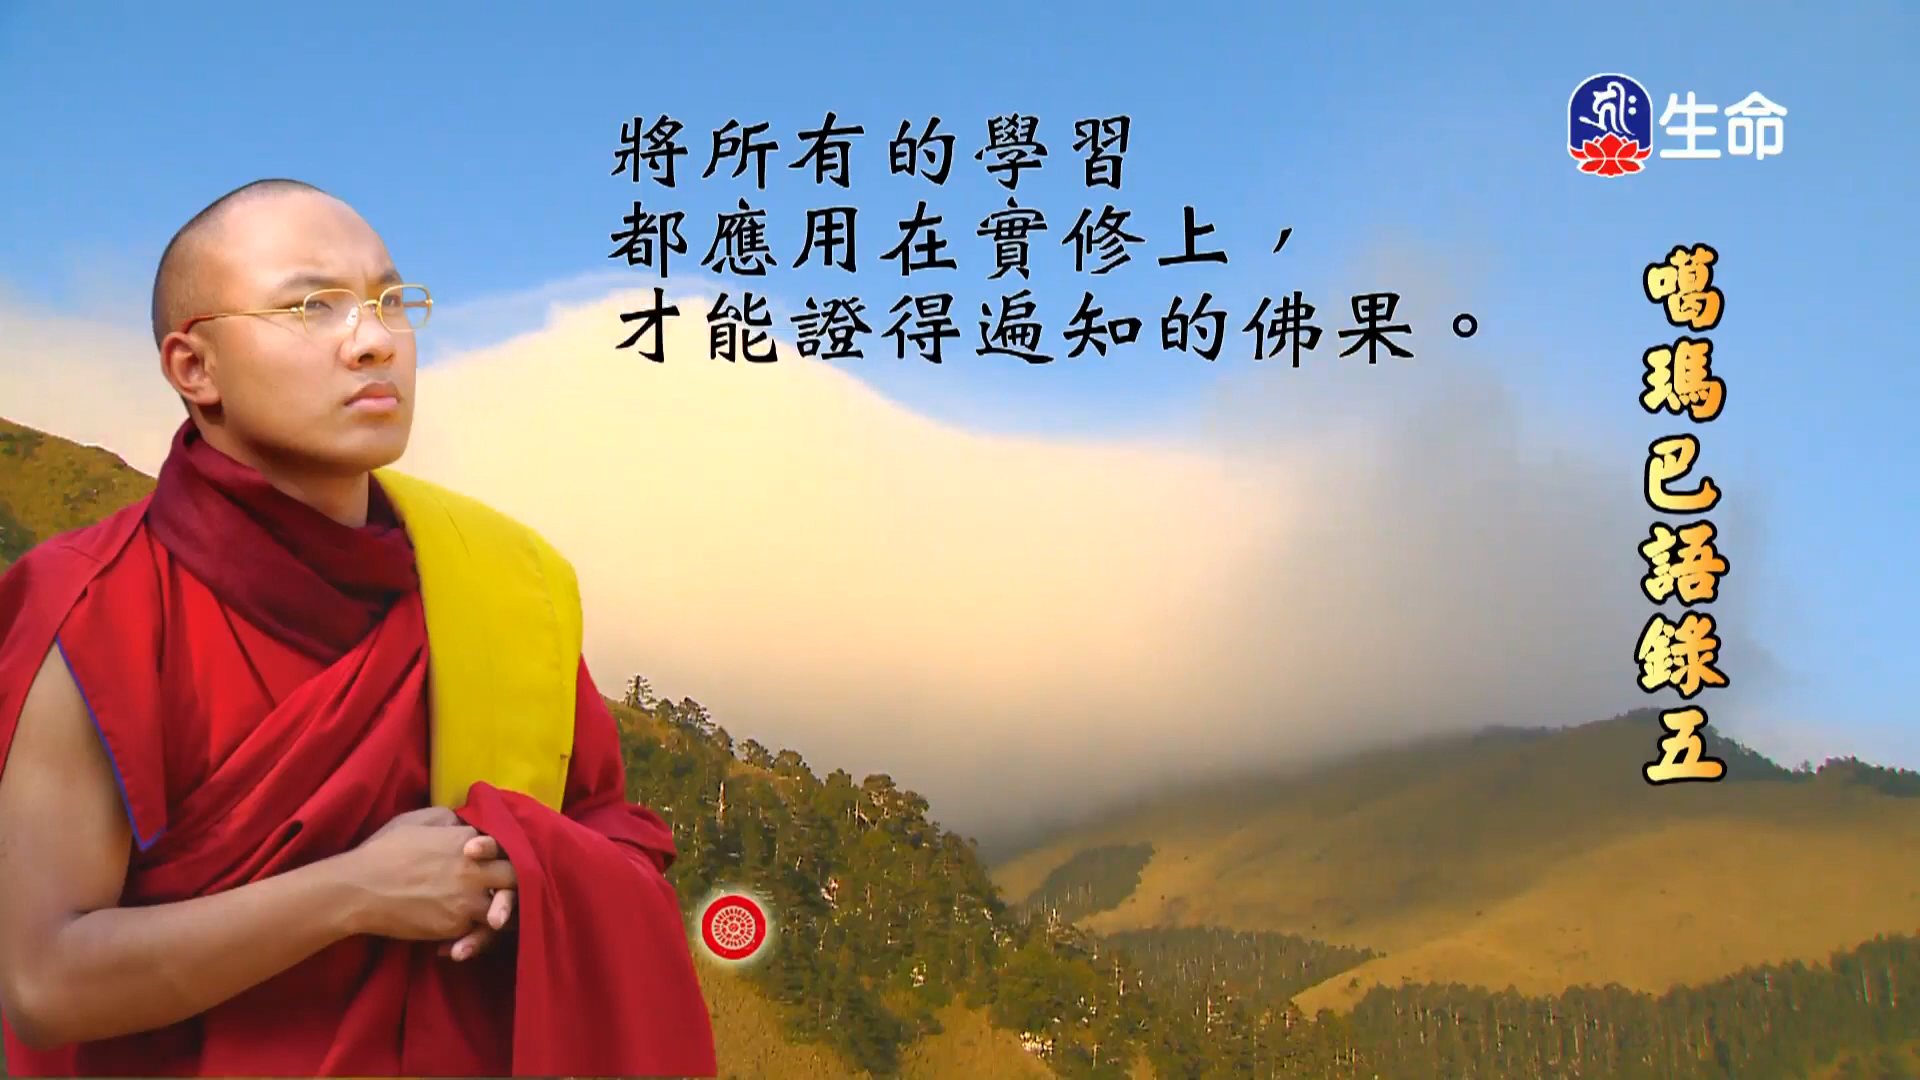 將所有的學習
都應用在實修上，
才能證得遍知的佛果。
生命
噶瑪巴語錄五